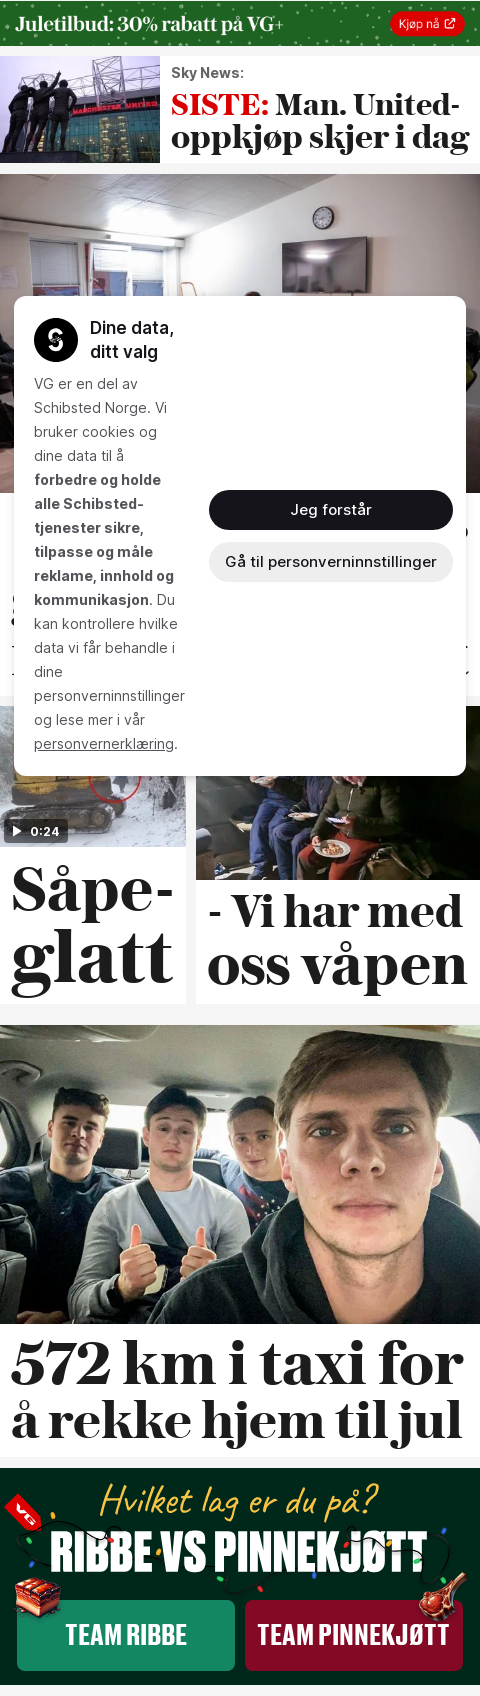 Juletilbud: 30% rabatt på VG+
Kjøp nå
Sky News:
SISTE: Man. United-
oppkjøp skjer i dag
MANCHESTER UNITED
Dine data,
ditt valg
VG er en del av
Schibsted Norge. Vi
bruker cookies og
dine data til å
forbedre og holde
alle Schibsted-
tjenester sikre,
tilpasse og måle
reklame, innhold og
kommunikasjon. Du
kan kontrollere hvilke
data vi får behandle i
dine
personverninnstillinger
og lese mer i vår
personvernerklæring.
Jeg forstår
Gå til personverninnstillinger
0:24
Såpe-
glatt
- Vi har med
oss våpen
572 km i taxi for
å rekke hjem til jul
Hvilket lag er du på?
VG
RIBBE VS PINNEKJØTT
TEAM RIBBE
TEAM PINNEKJØTT